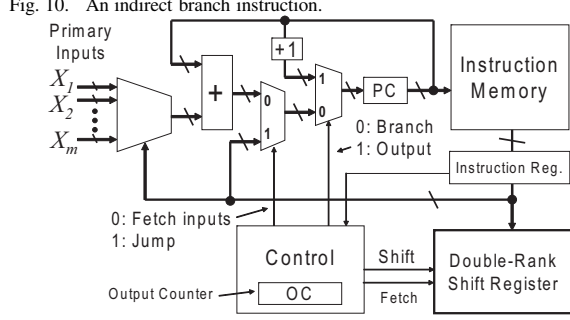 Fig. 10. An indirect branch instruction.
Primary
Inputs
X1
X2
Xm
+1
+
0
1
1
0
PC
Instruction
Memory
0: Branch
1: Output
Instruction Reg.
0: Fetch inputs
1: Jump
Control
Output Counter
OC
Shift
Fetch
Double-Rank
Shift Register